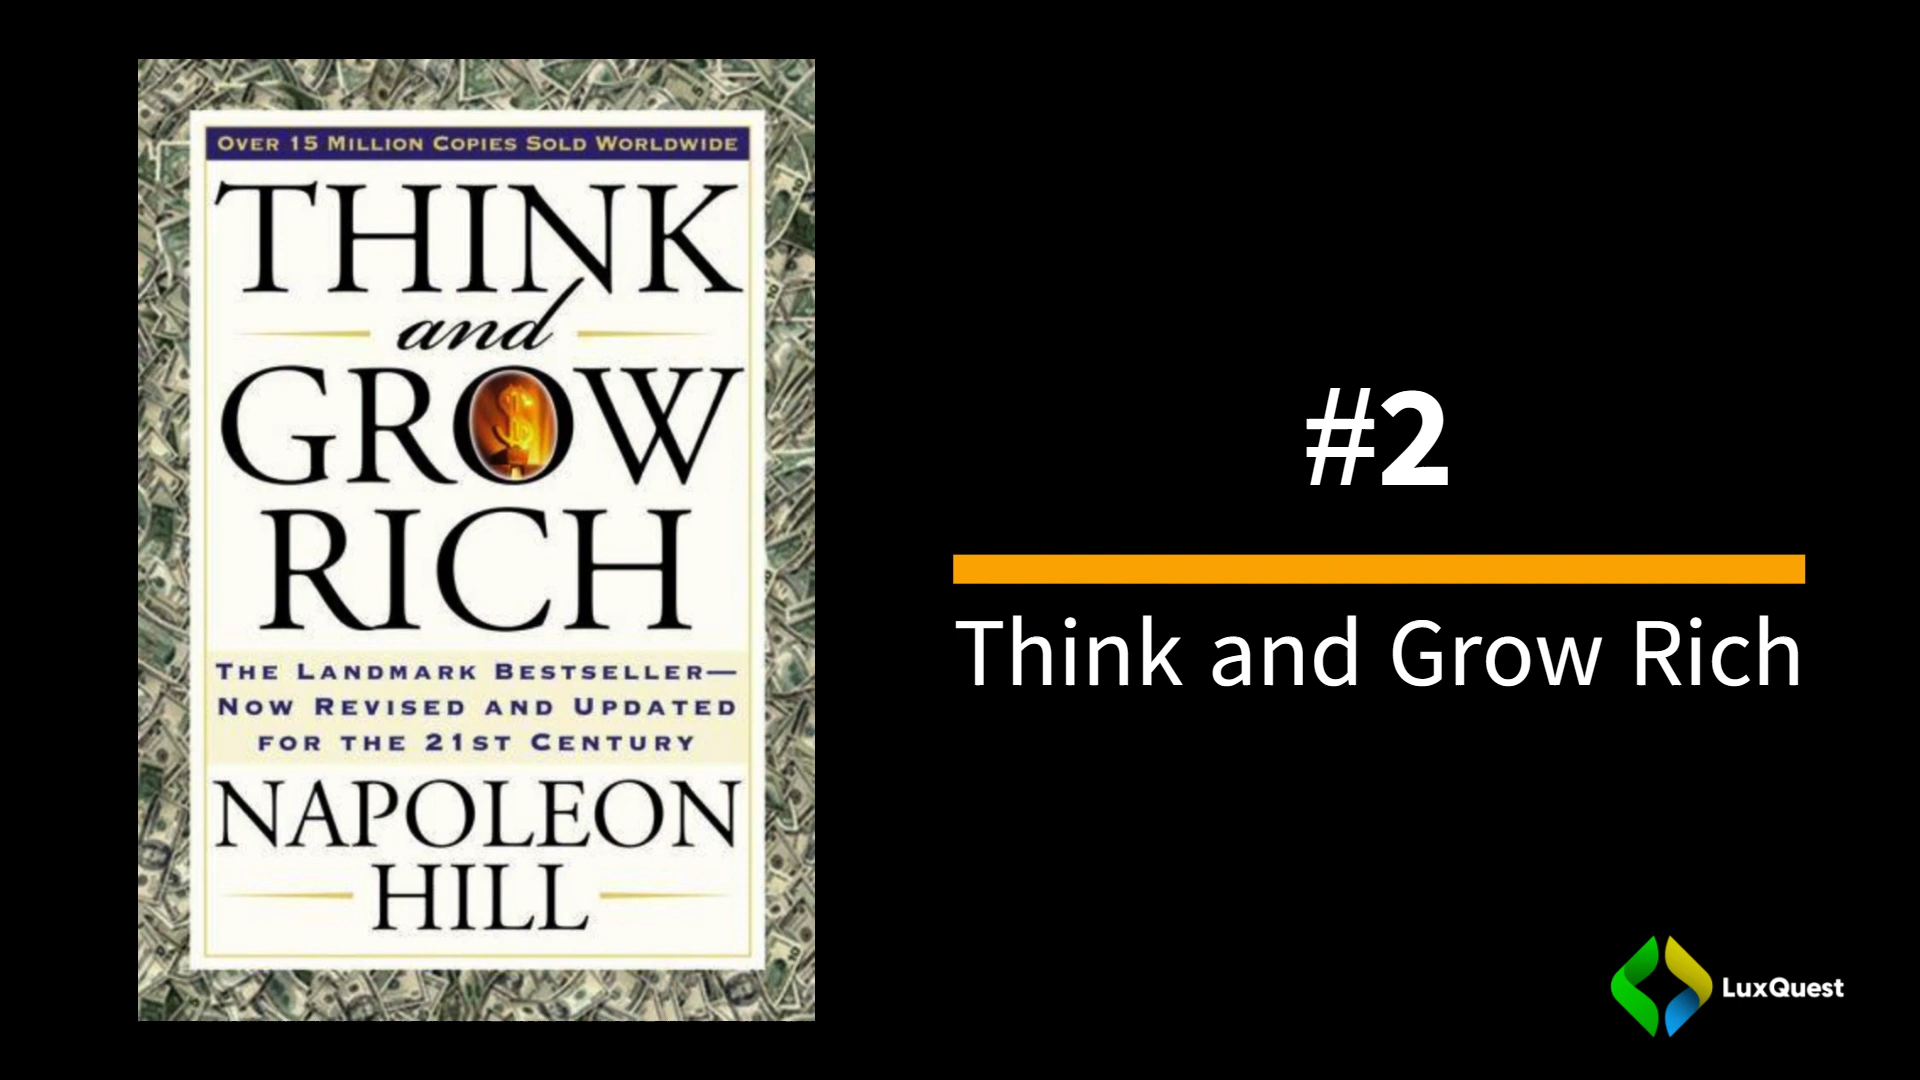 OVER 15 MILLION COPIES SOLD WORLDWIDE
THINK
and
GROW
RICH
THE LANDMARK BESTSELLER—
NOW REVISED AND UPDATED
FOR THE 21ST CENTURY
NAPOLEON
HILL
#2
Think and Grow Rich
LuxQuest